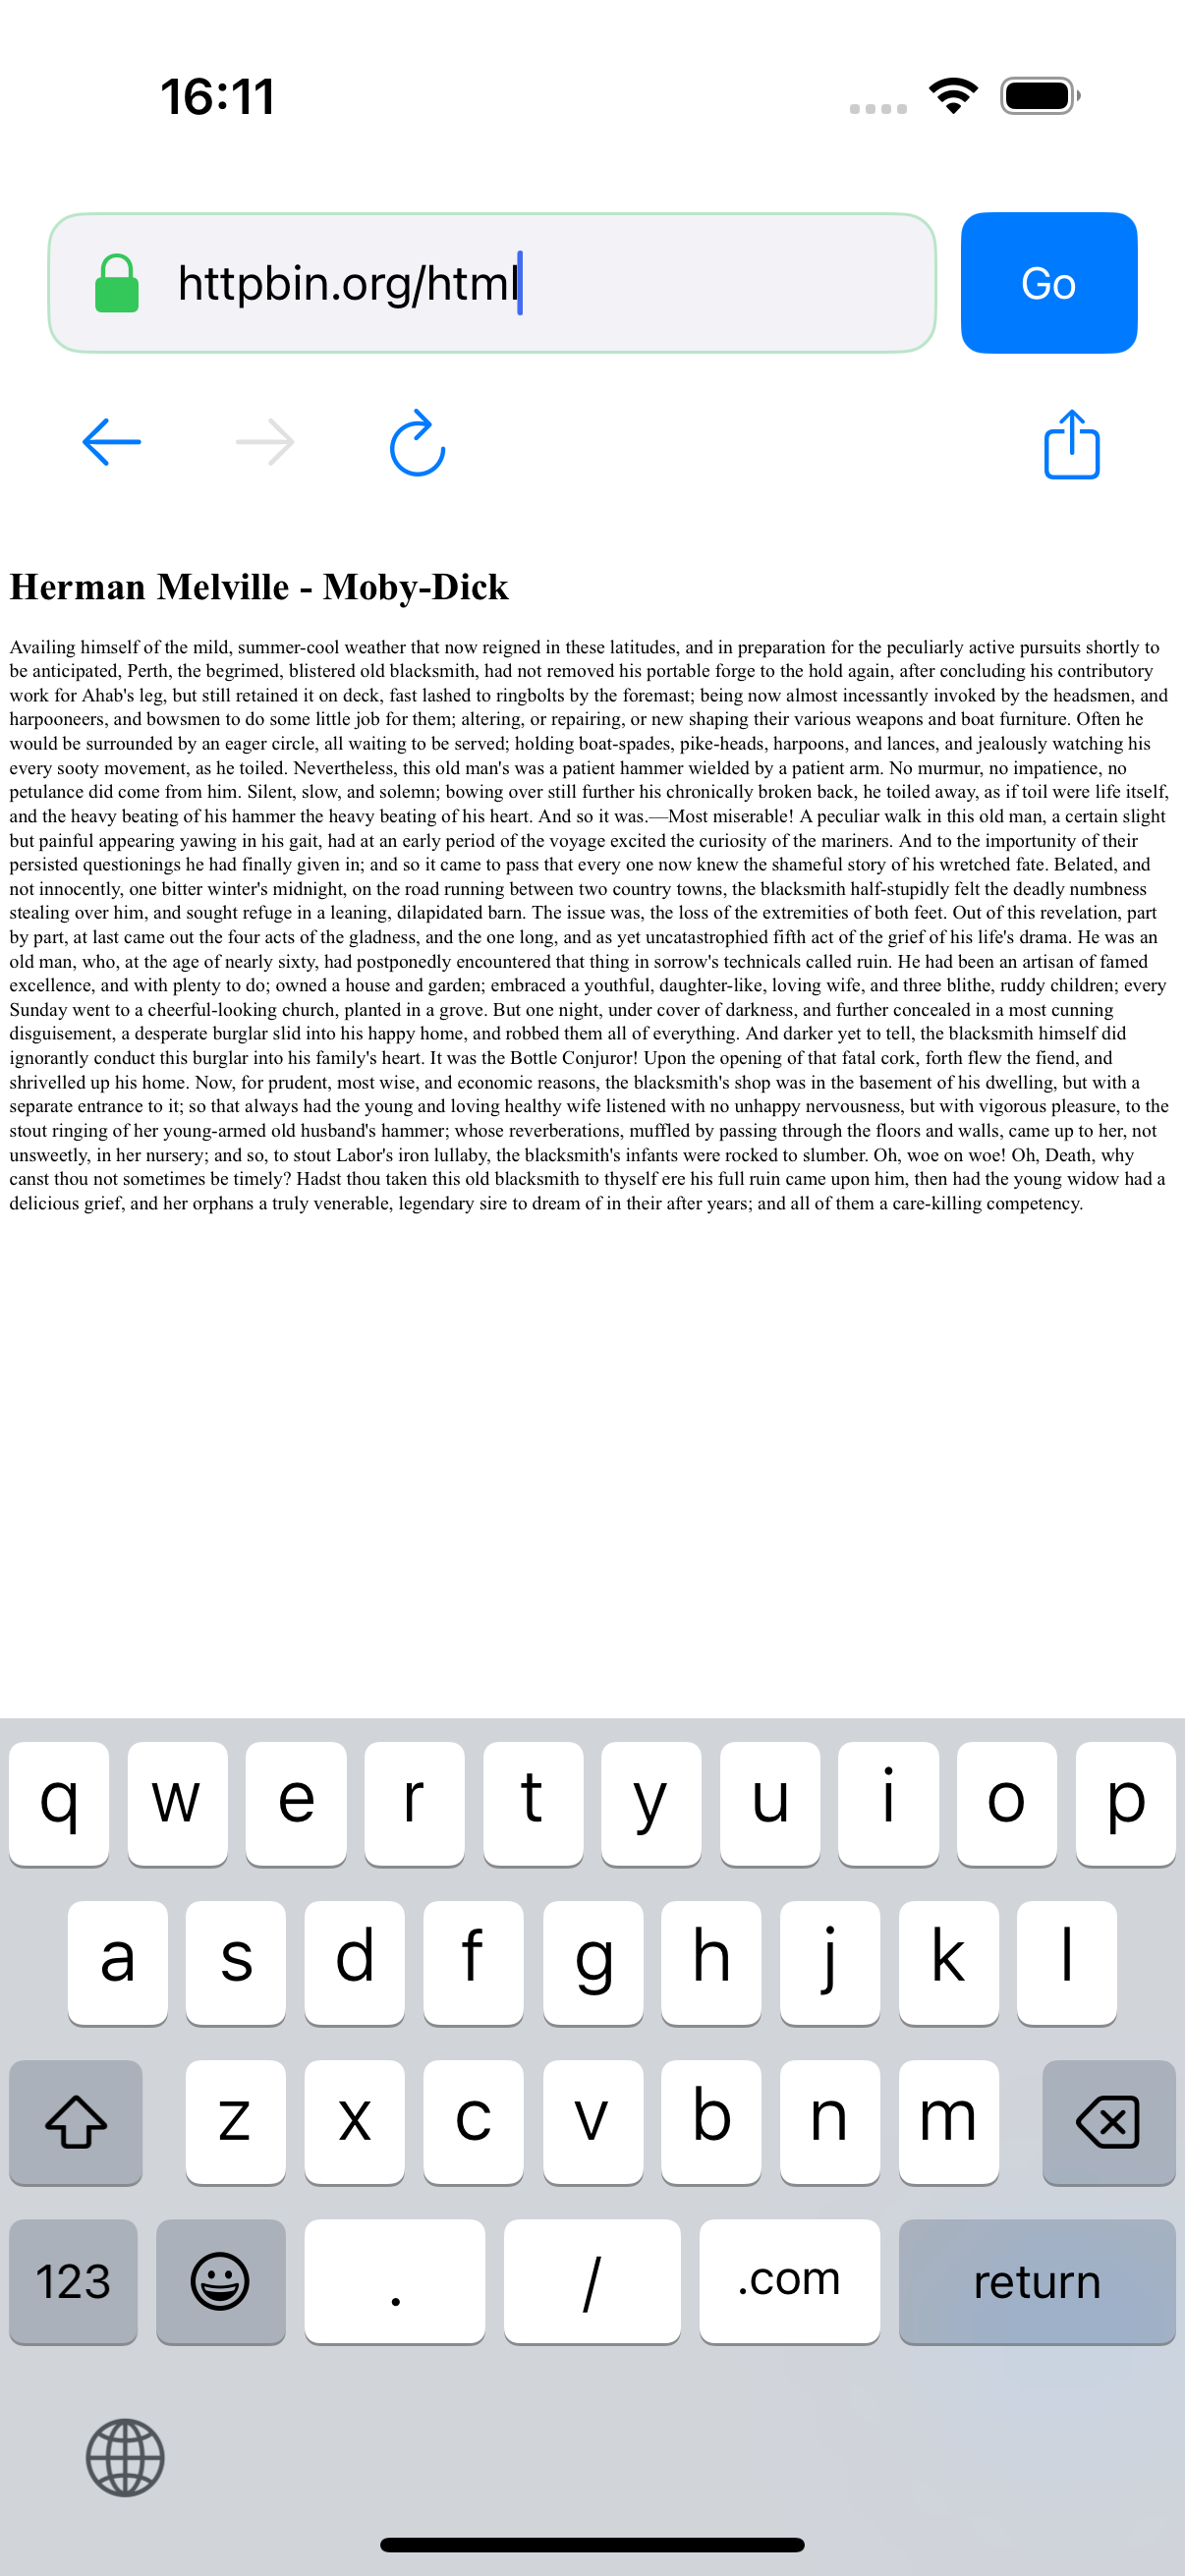 16:11
httpbin.org/html
Go
Herman Melville - Moby-Dick
Availing himself of the mild, summer-cool weather that now reigned in these latitudes, and in preparation for the peculiarly active pursuits shortly to
be anticipated, Perth, the begrimed, blistered old blacksmith, had not removed his portable forge to the hold again, after concluding his contributory
work for Ahab's leg, but still retained it on deck, fast lashed to ringbolts by the foremast; being now almost incessantly invoked by the headsmen, and
harpooneers, and bowsmen to do some little job for them; altering, or repairing, or new shaping their various weapons and boat furniture. Often he
would be surrounded by an eager circle, all waiting to be served; holding boat-spades, pike-heads, harpoons, and lances, and jealously watching his
every sooty movement, as he toiled. Nevertheless, this old man's was a patient hammer wielded by a patient arm. No murmur, no impatience, no
petulance did come from him. Silent, slow, and solemn; bowing over still further his chronically broken back, he toiled away, as if toil were life itself,
and the heavy beating of his hammer the heavy beating of his heart. And so it was.—Most miserable! A peculiar walk in this old man, a certain slight
but painful appearing yawing in his gait, had at an early period of the voyage excited the curiosity of the mariners. And to the importunity of their
persisted questionings he had finally given in; and so it came to pass that every one now knew the shameful story of his wretched fate. Belated, and
not innocently, one bitter winter's midnight, on the road running between two country towns, the blacksmith half-stupidly felt the deadly numbness
stealing over him, and sought refuge in a leaning, dilapidated barn. The issue was, the loss of the extremities of both feet. Out of this revelation, part
by part, at last came out the four acts of the gladness, and the one long, and as yet uncatastrophied fifth act of the grief of his life's drama. He was an
old man, who, at the age of nearly sixty, had postponedly encountered that thing in sorrow's technicals called ruin. He had been an artisan of famed
excellence, and with plenty to do; owned a house and garden; embraced a youthful, daughter-like, loving wife, and three blithe, ruddy children; every
Sunday went to a cheerful-looking church, planted in a grove. But one night, under cover of darkness, and further concealed in a most cunning
disguisement, a desperate burglar slid into his happy home, and robbed them all of everything. And darker yet to tell, the blacksmith himself did
ignorantly conduct this burglar into his family's heart. It was the Bottle Conjuror! Upon the opening of that fatal cork, forth flew the fiend, and
shrivelled up his home. Now, for prudent, most wise, and economic reasons, the blacksmith's shop was in the basement of his dwelling, but with a
separate entrance to it; so that always had the young and loving healthy wife listened with no unhappy nervousness, but with vigorous pleasure, to the
stout ringing of her young-armed old husband's hammer; whose reverberations, muffled by passing through the floors and walls, came up to her, not
unsweetly, in her nursery; and so, to stout Labor's iron lullaby, the blacksmith's infants were rocked to slumber. Oh, woe on woe! Oh, Death, why
canst thou not sometimes be timely? Hadst thou taken this old blacksmith to thyself ere his full ruin came upon him, then had the young widow had a
delicious grief, and her orphans a truly venerable, legendary sire to dream of in their after years; and all of them a care-killing competency.
q w e r t y u i o p
a s d f g h j k l
z x c v b n m
123 . / .com return